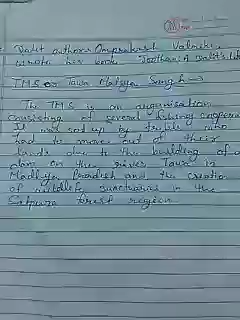 Dalit author Omprakash Valmiki
wrote his book Joothan: A Dalit's Life
TMS or Tawa Matsya Sangh
The TMS is an organisation
consisting of several fishing
It was set up by tribals who
had to move out of their
lands due to the building of a
dam on the river Tawa in
Madhya Pradesh and the creation
of wildlife sanctuaries in the
Satpura forest region